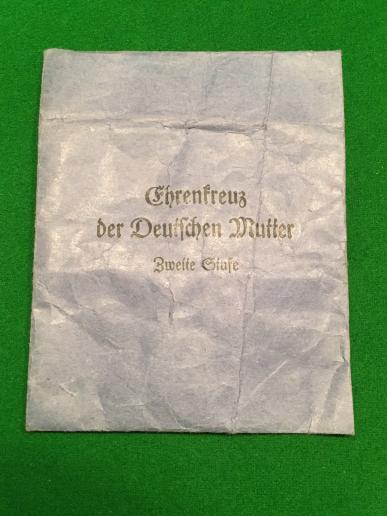 Ehrenkreuz
der Deutschen Mutter
Zweite Stufe